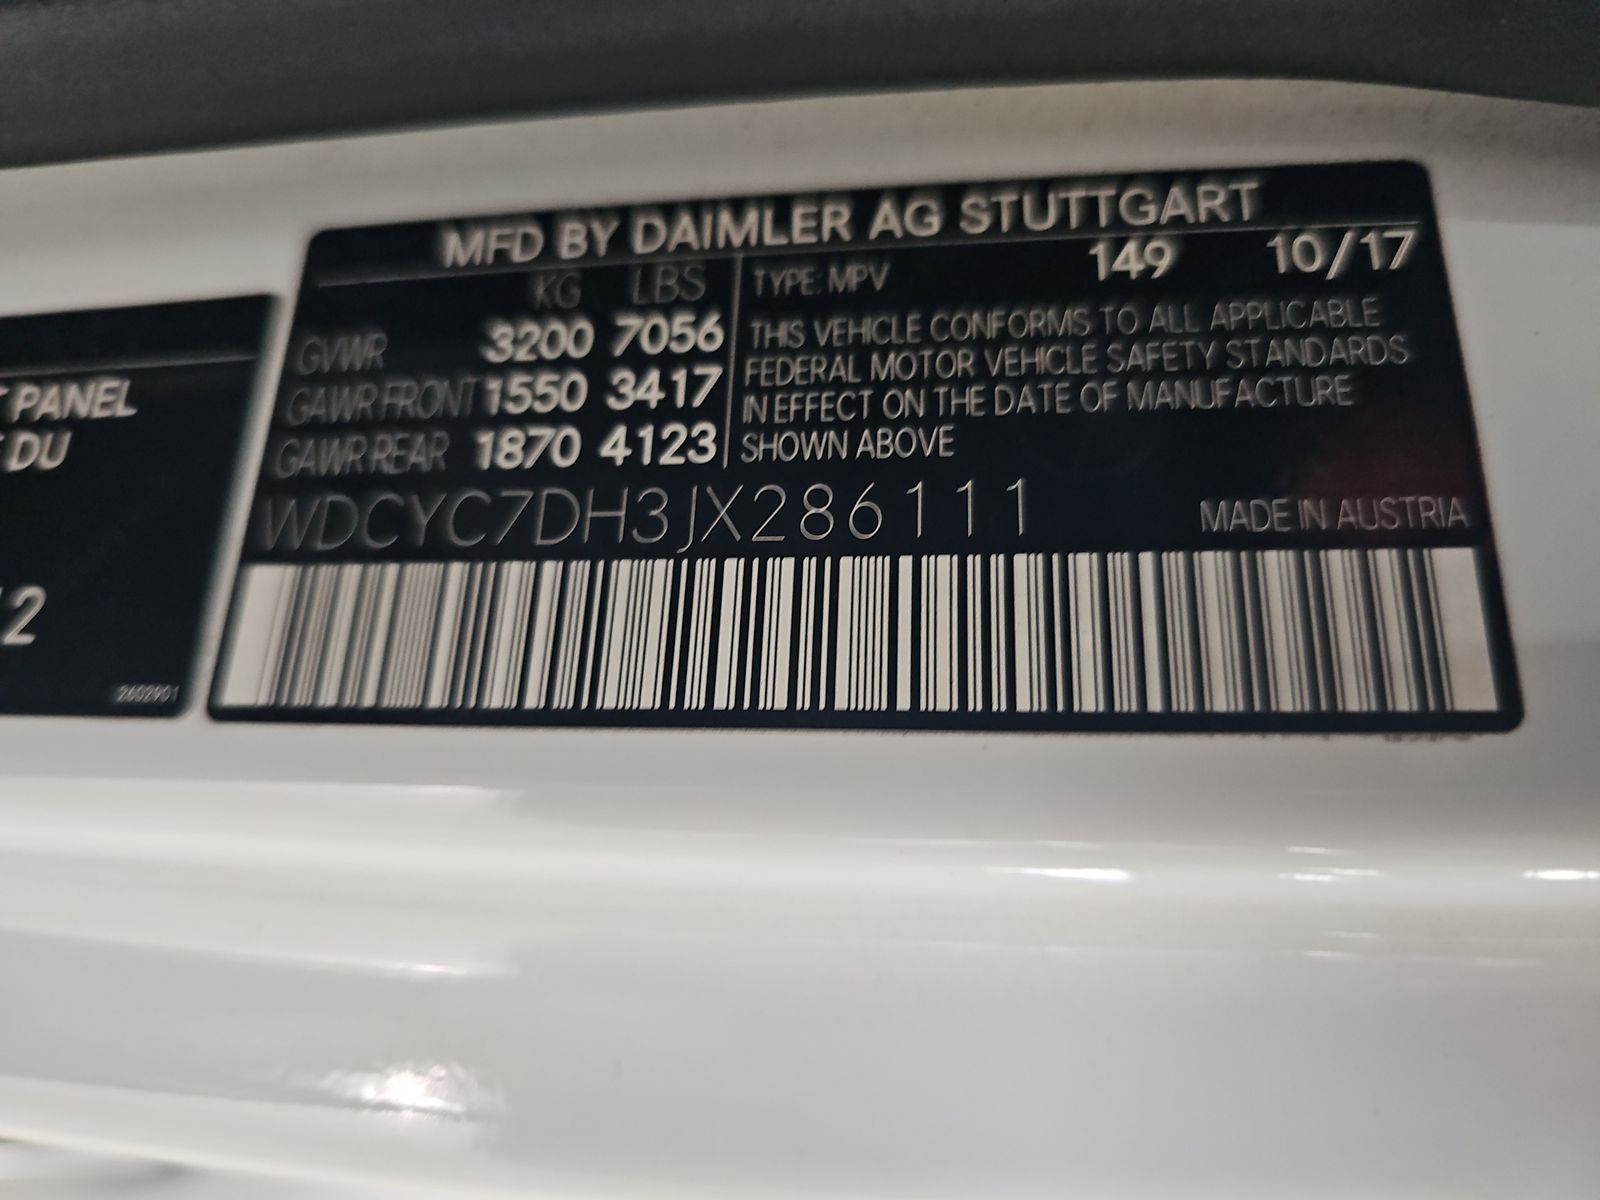 MFD BY DAIMLER AG STUTTGART
KG LBS
GVWR 3200 7056
GAWR FRONT 1550 3417
GAWR REAR 1870 4123
TYPE: MPV 149 10/17
THIS VEHICLE CONFORMS TO ALL APPLICABLE
FEDERAL MOTOR VEHICLE SAFETY STANDARDS
IN EFFECT ON THE DATE OF MANUFACTURE
SHOWN ABOVE
WDCYC7DH3JX286111
MADE IN AUSTRIA
PANEL
DU
2
2602901